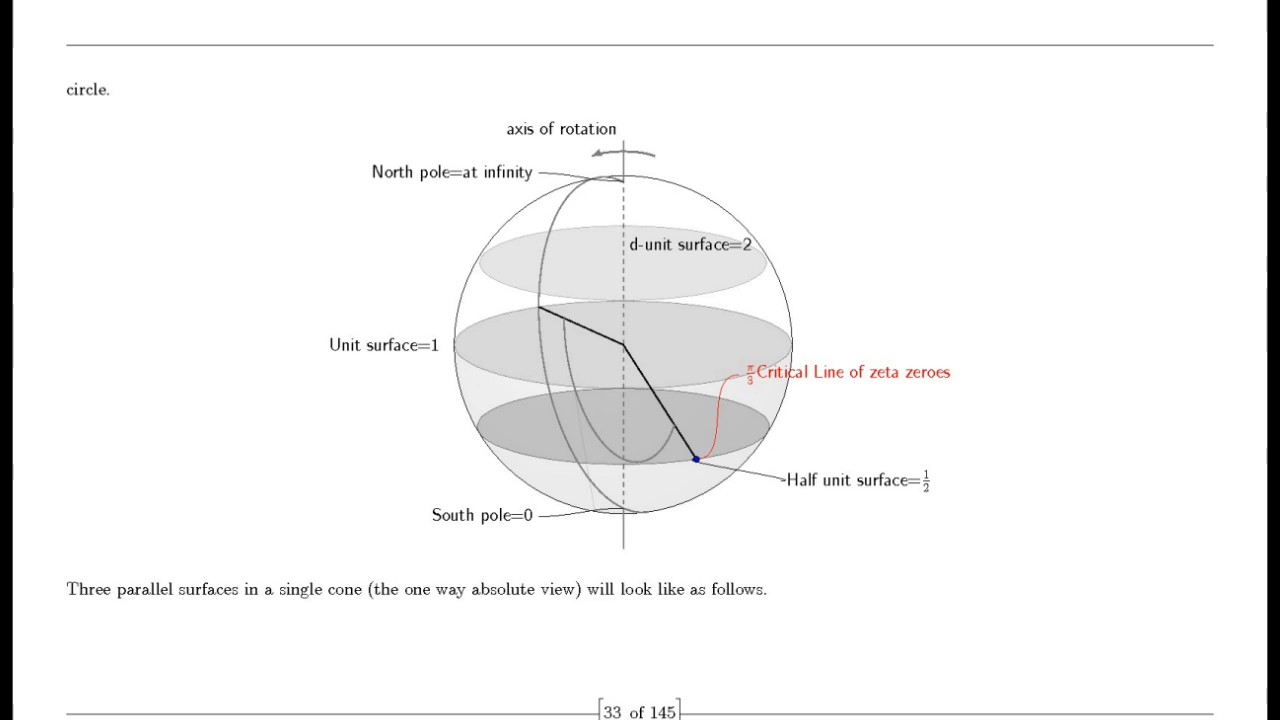 circle.
axis of rotation
North pole=at infinity
d-unit surface=2
Unit surface=1
π/3 Critical Line of zeta zeroes
Half unit surface=1/2
South pole=0
Three parallel surfaces in a single cone (the one way absolute view) will look like as follows.
[33 of 145]